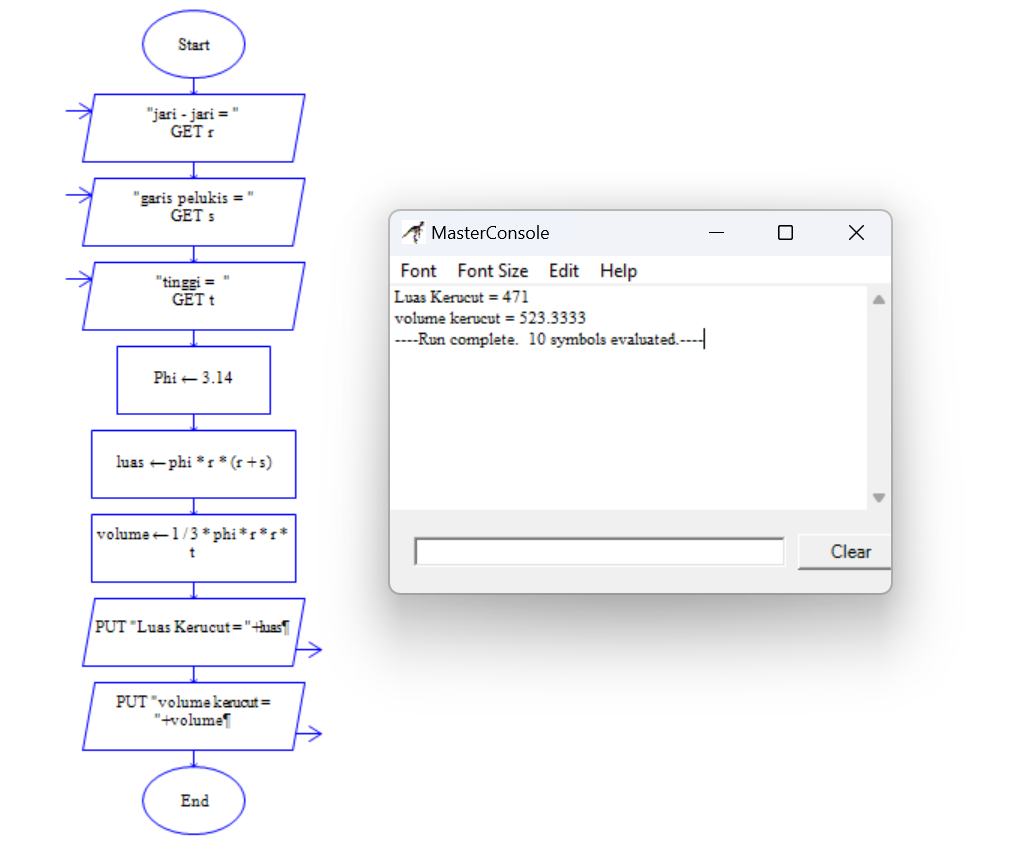 Start
"jari - jari = "
GET r
"garis pelukis = "
GET s
"tinggi =  "
GET t
Phi ← 3.14
luas ← phi * r * (r + s)
volume ← 1 / 3 * phi * r * r *
t
PUT "Luas Kerucut = "+luas¶
PUT "volume kerucut =
"+volume¶
End
MasterConsole
Font Font Size Edit Help
Luas Kerucut = 471
volume kerucut = 523.3333
----Run complete.  10 symbols evaluated.----
Clear